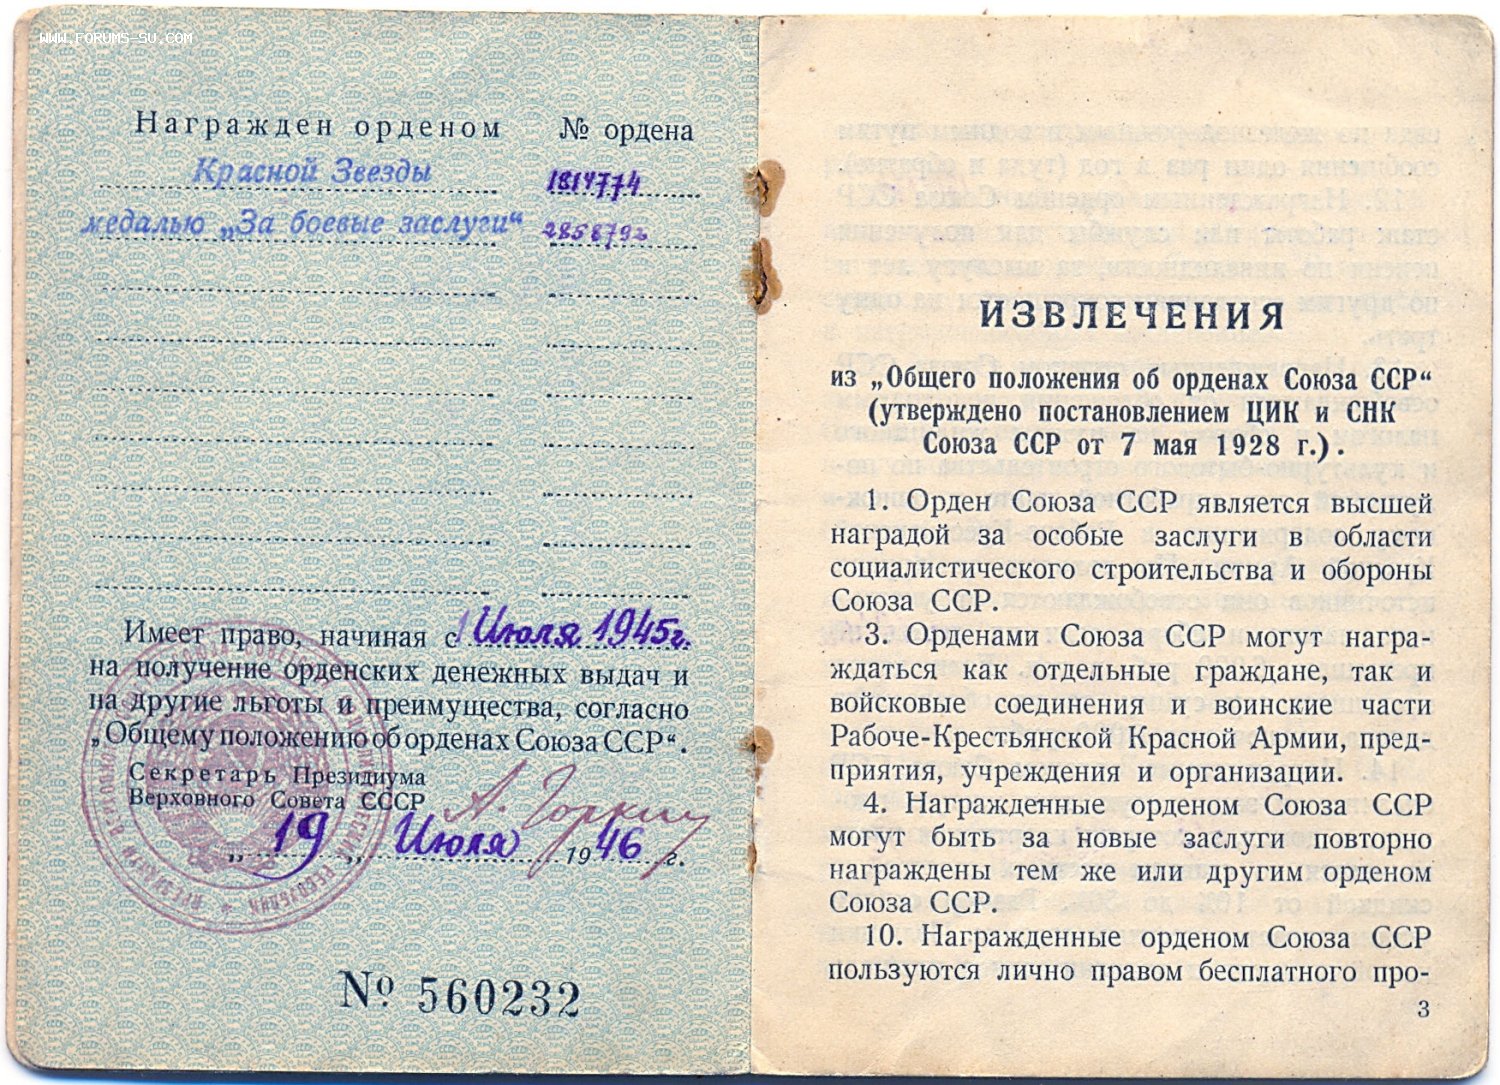 WWW.FORUMS-SU.COM
Награжден орденом № ордена
Красной Звезды 1814774
медалью „За боевые заслуги“ 2858792
Имеет право, начиная с 1 Июля 1945г.
на получение орденских денежных выдач и
на другие льготы и преимущества, согласно
„Общему положению об орденах Союза ССР“.
Секретарь Президиума
Верховного Совета СССР А. Горкин
„19„ Июля 1946 г.
№ 560232
ИЗВЛЕЧЕНИЯ
из „Общего положения об орденах Союза ССР“
(утверждено постановлением ЦИК и СНК
Союза ССР от 7 мая 1928 г.).
1. Орден Союза ССР является высшей
наградой за особые заслуги в области
социалистического строительства и обороны
Союза ССР.
3. Орденами Союза ССР могут награ-
ждаться как отдельные граждане, так и
войсковые соединения и воинские части
Рабоче-Крестьянской Красной Армии, пред-
приятия, учреждения и организации.
4. Награжденные орденом Союза ССР
могут быть за новые заслуги повторно
награждены тем же или другим орденом
Союза ССР.
10. Награжденные орденом Союза ССР
пользуются лично правом бесплатного про-
3